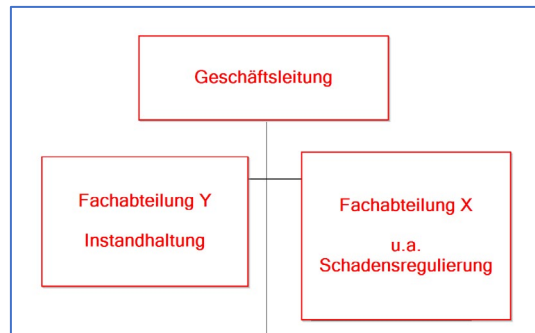 Geschäftsleitung
Fachabteilung Y
Instandhaltung
Fachabteilung X
u.a.
Schadensregulierung